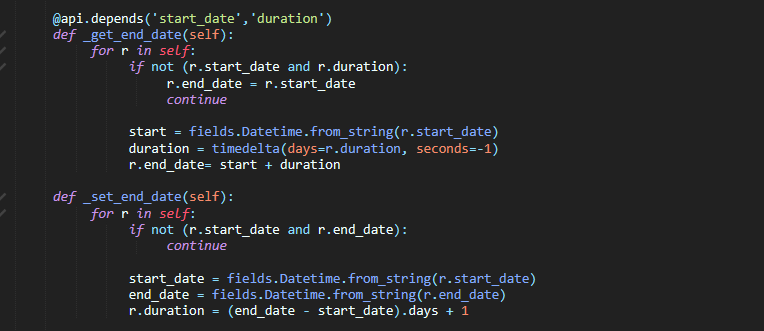 @api.depends('start_date','duration')
def _get_end_date(self):
for r in self:
if not (r.start_date and r.duration):
r.end_date = r.start_date
continue
start = fields.Datetime.from_string(r.start_date)
duration = timedelta(days=r.duration, seconds=-1)
r.end_date= start + duration
def _set_end_date(self):
for r in self:
if not (r.start_date and r.end_date):
continue
start_date = fields.Datetime.from_string(r.start_date)
end_date = fields.Datetime.from_string(r.end_date)
r.duration = (end_date - start_date).days + 1